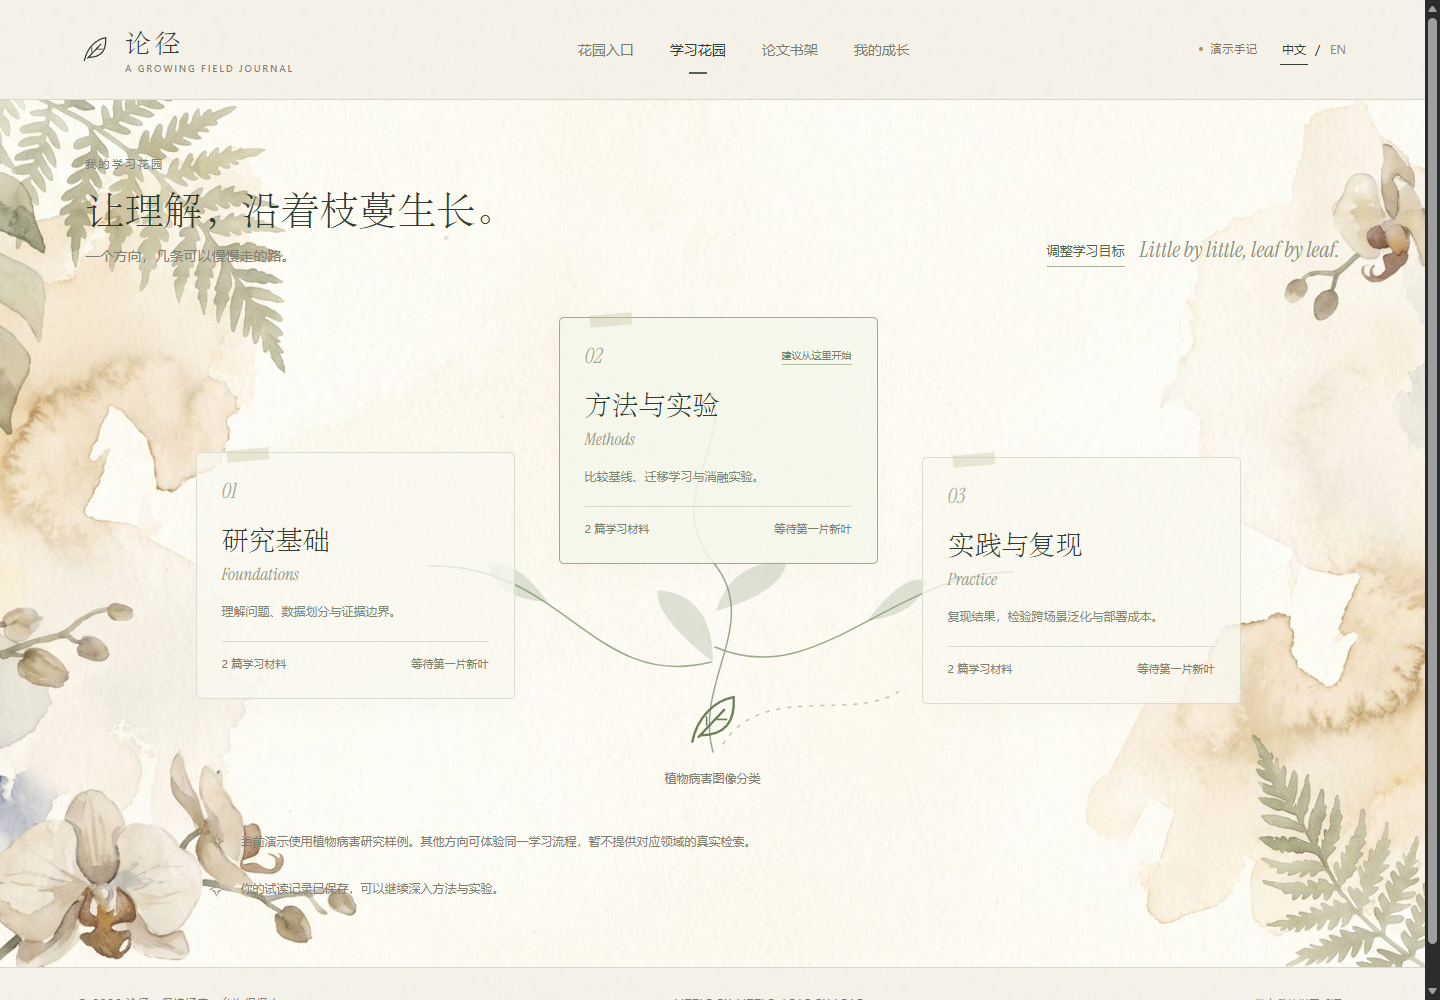 论径
A GROWING FIELD JOURNAL
花园入口
学习花园
论文书架
我的成长
演示手记
中文 / EN
我的学习花园
让理解，沿着枝蔓生长。
一个方向，几条可以慢慢走的路。
调整学习目标
Little by little, leaf by leaf.
02
建议从这里开始
方法与实验
Methods
比较基线、迁移学习与消融实验。
2 篇学习材料
等待第一片新叶
01
研究基础
Foundations
理解问题、数据划分与证据边界。
2 篇学习材料
等待第一片新叶
03
实践与复现
Practice
复现结果，检验跨场景泛化与部署成本。
2 篇学习材料
等待第一片新叶
植物病害图像分类
当前演示使用植物病害研究样例。其他方向可体验同一学习流程，暂不提供对应领域的真实检索。
你的试读记录已保存，可以继续深入方法与实验。